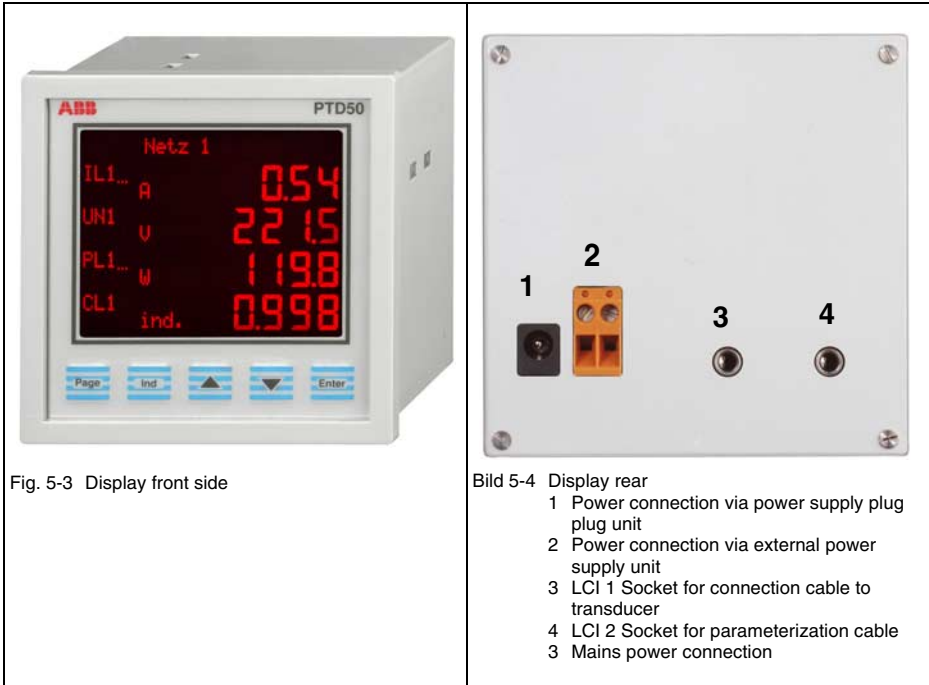 ABB
PTD50
Netz 1
IL1... A 0.54
UN1 V 221.5
PL1... W 119.8
CL1 ind. 0.998
Page Ind Enter
Fig. 5-3 Display front side
1
2
3
4
Bild 5-4 Display rear
1 Power connection via power supply plug
plug unit
2 Power connection via external power
supply unit
3 LCI 1 Socket for connection cable to
transducer
4 LCI 2 Socket for parameterization cable
3 Mains power connection